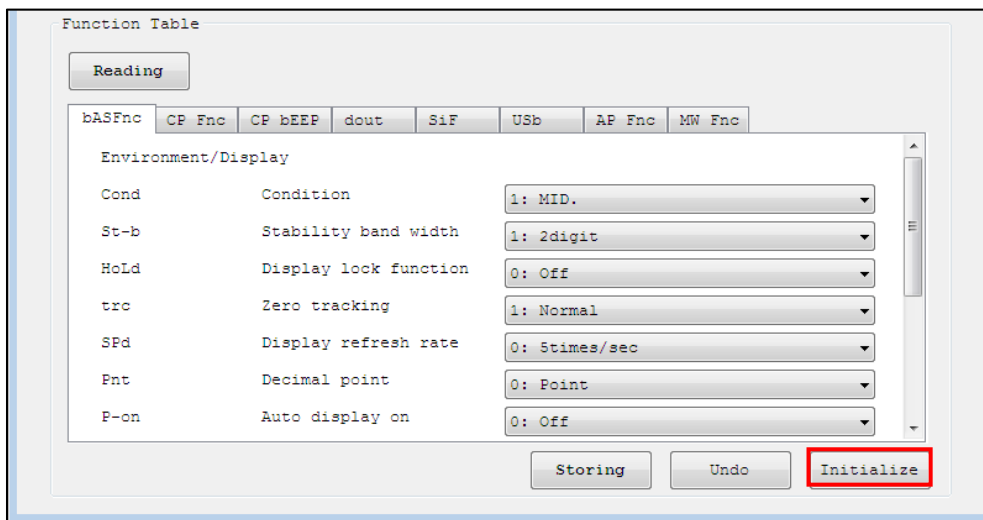 Function Table
Reading
bASFnc CP Fnc CP bEEP dout SiF USb AP Fnc MW Fnc
Environment/Display
Cond Condition 1: MID.
St-b Stability band width 1: 2digit
HoLd Display lock function 0: Off
trc Zero tracking 1: Normal
SPd Display refresh rate 0: 5times/sec
Pnt Decimal point 0: Point
P-on Auto display on 0: Off
Storing Undo Initialize